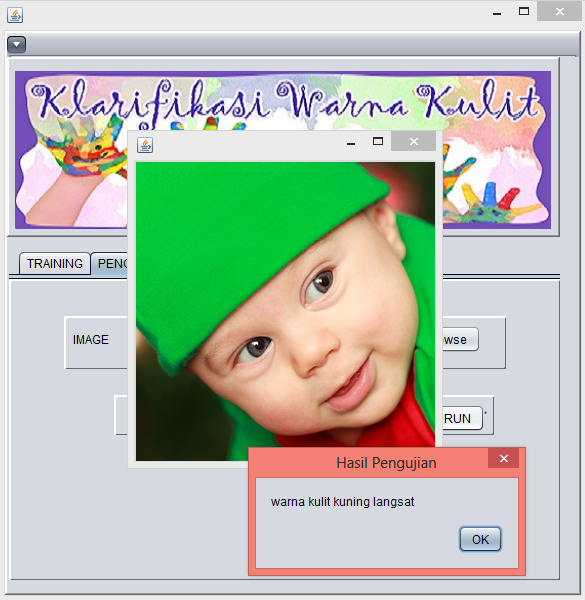 Klarifikasi Warna Kulit
TRAINING
IMAGE
RUN
Hasil Pengujian
warna kulit kuning langsat
OK